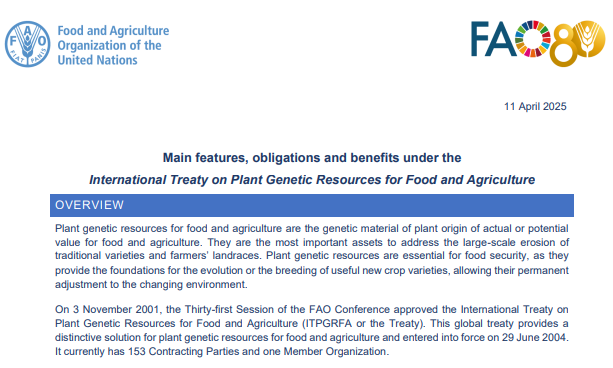 Food and Agriculture
Organization of the
United Nations
F A O
FIAT PANIS
FAO80
11 April 2025
Main features, obligations and benefits under the
International Treaty on Plant Genetic Resources for Food and Agriculture
OVERVIEW
Plant genetic resources for food and agriculture are the genetic material of plant origin of actual or potential
value for food and agriculture. They are the most important assets to address the large-scale erosion of
traditional varieties and farmers' landraces. Plant genetic resources are essential for food security, as they
provide the foundations for the evolution or the breeding of useful new crop varieties, allowing their permanent
adjustment to the changing environment.
On 3 November 2001, the Thirty-first Session of the FAO Conference approved the International Treaty on
Plant Genetic Resources for Food and Agriculture (ITPGRFA or the Treaty). This global treaty provides a
distinctive solution for plant genetic resources for food and agriculture and entered into force on 29 June 2004.
It currently has 153 Contracting Parties and one Member Organization.